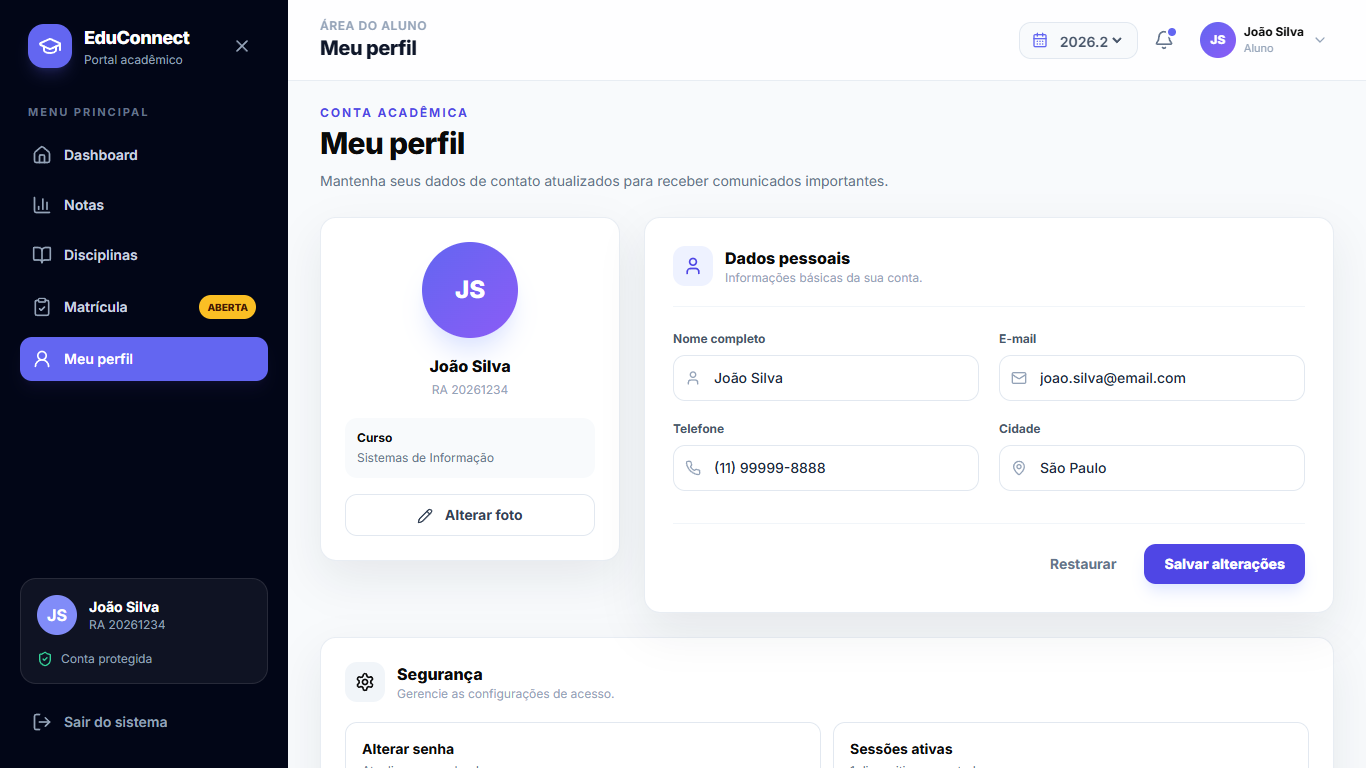 EduConnect
Portal acadêmico
MENU PRINCIPAL
Dashboard
Notas
Disciplinas
Matrícula ABERTA
Meu perfil
JS João Silva
RA 20261234
Conta protegida
Sair do sistema
ÁREA DO ALUNO
Meu perfil
2026.2
JS João Silva
Aluno
CONTA ACADÊMICA
Meu perfil
Mantenha seus dados de contato atualizados para receber comunicados importantes.
JS
João Silva
RA 20261234
Curso
Sistemas de Informação
Alterar foto
Dados pessoais
Informações básicas da sua conta.
Nome completo E-mail
João Silva joao.silva@email.com
Telefone Cidade
(11) 99999-8888 São Paulo
Restaurar Salvar alterações
Segurança
Gerencie as configurações de acesso.
Alterar senha Sessões ativas